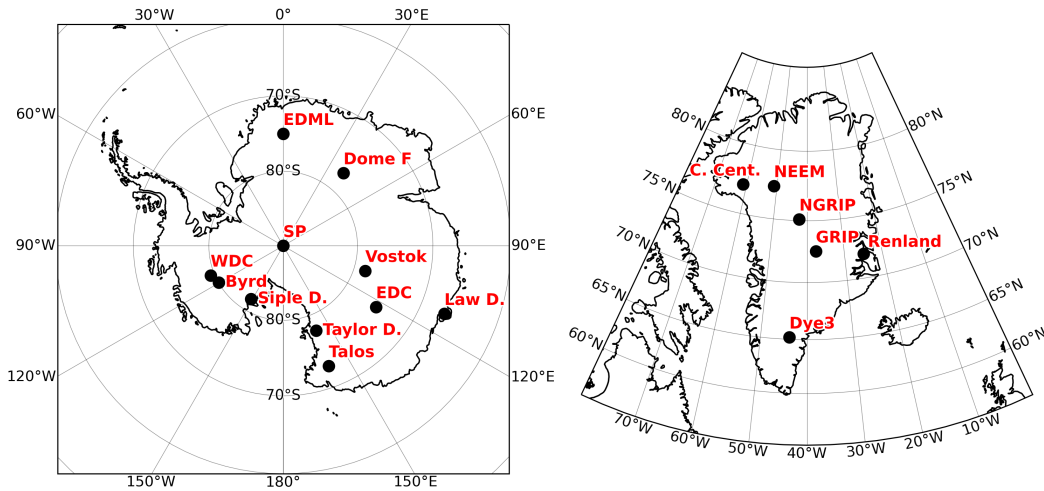 30°W 0° 30°E
60°W 70°S 60°E
EDML
Dome F
80°S
90°W SP 90°E
WDC Vostok
Byrd
Siple D. EDC Law D.
80°S
Taylor D.
Talos
120°W 120°E
70°S
150°W 180° 150°E
80°N 80°N
C. Cent. NEEM
75°N 75°N
NGRIP
70°N GRIP Renland 70°N
65°N 65°N
Dye3
60°N 60°N
70°W 60°W 50°W 40°W 30°W 20°W 10°W